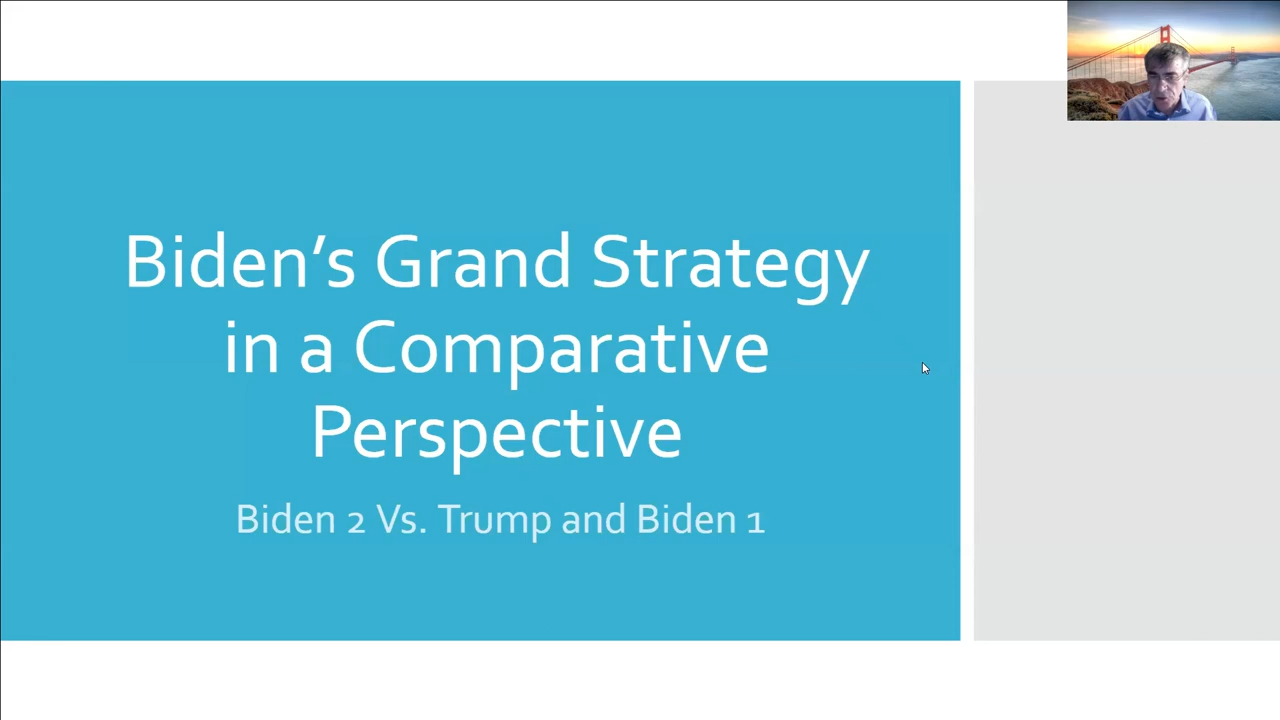 Biden’s Grand Strategy
in a Comparative
Perspective
Biden 2 Vs. Trump and Biden 1